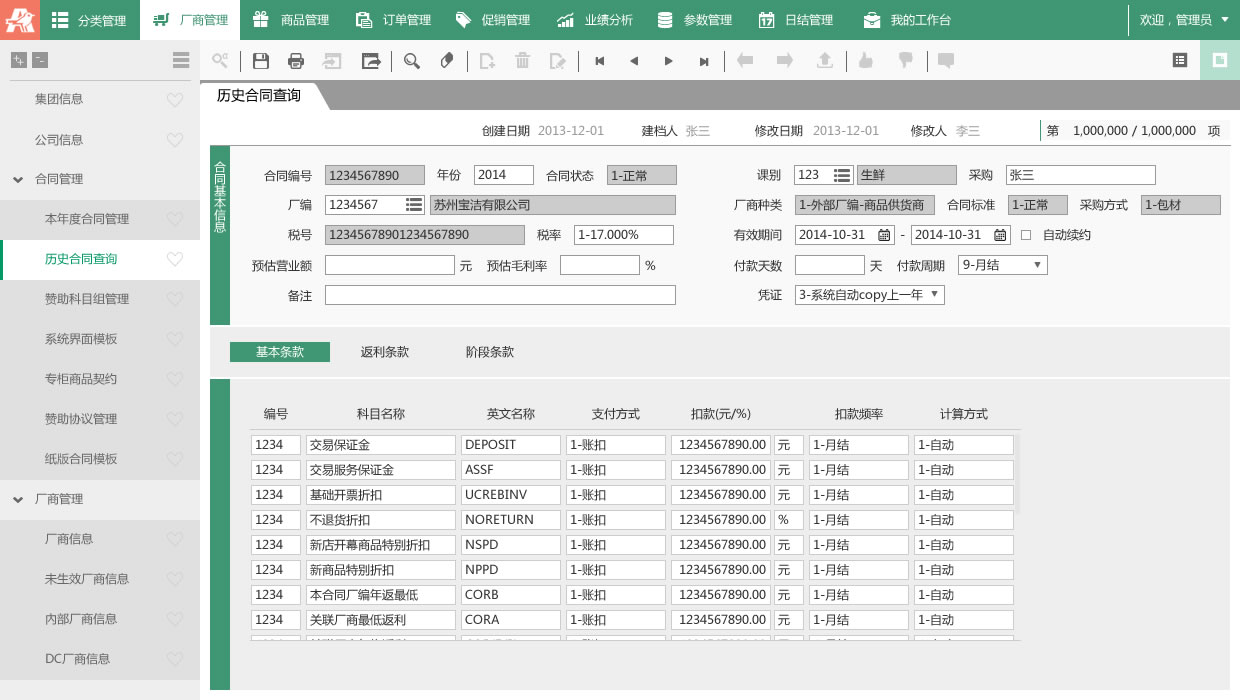 分类管理 厂商管理 商品管理 订单管理 促销管理 业绩分析 参数管理 日结管理 我的工作台 欢迎，管理员
集团信息
公司信息
合同管理
本年度合同管理
历史合同查询
赞助科目组管理
系统界面模板
专柜商品契约
赞助协议管理
纸版合同模板
厂商管理
厂商信息
未生效厂商信息
内部厂商信息
DC厂商信息
历史合同查询
创建日期 2013-12-01 建档人 张三 修改日期 2013-12-01 修改人 李三 第 1,000,000 / 1,000,000 项
合同基本信息
合同编号 1234567890 年份 2014 合同状态 1-正常 课别 123 生鲜 采购 张三
厂编 1234567 苏州宝洁有限公司 厂商种类 1-外部厂编-商品供货商 合同标准 1-正常 采购方式 1-包材
税号 12345678901234567890 税率 1-17.000% 有效期间 2014-10-31 - 2014-10-31 自动续约
预估营业额 元 预估毛利率 % 付款天数 天 付款周期 9-月结
备注 凭证 3-系统自动copy上一年
基本条款 返利条款 阶段条款
编号 科目名称 英文名称 支付方式 扣款(元/%) 扣款频率 计算方式
1234 交易保证金 DEPOSIT 1-账扣 1234567890.00 元 1-月结 1-自动
1234 交易服务保证金 ASSF 1-账扣 1234567890.00 元 1-月结 1-自动
1234 基础开票折扣 UCREBINV 1-账扣 1234567890.00 元 1-月结 1-自动
1234 不退货折扣 NORETURN 1-账扣 1234567890.00 % 1-月结 1-自动
1234 新店开幕商品特别折扣 NSPD 1-账扣 1234567890.00 元 1-月结 1-自动
1234 新商品特别折扣 NPPD 1-账扣 1234567890.00 元 1-月结 1-自动
1234 本合同厂编年返最低 CORB 1-账扣 1234567890.00 元 1-月结 1-自动
1234 关联厂商最低返利 CORA 1-账扣 1234567890.00 元 1-月结 1-自动